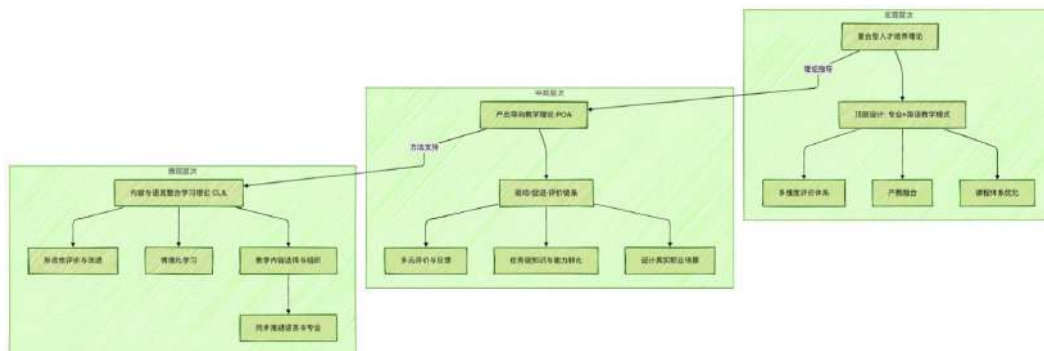 宏观层次
复合型人才培养理论
理论指导
顶层设计: 专业+英语教学模式
多维度评价体系
产教融合
课程体系优化
中观层次
产出导向教学理论 POA
方法支持
驱动-促进-评价链条
多元评价与反馈
任务链知识与能力转化
设计真实职业场景
微观层次
内容与语言整合学习理论 CLIL
形成性评价与改进
情境化学习
教学内容选择与组织
同步推进语言与专业